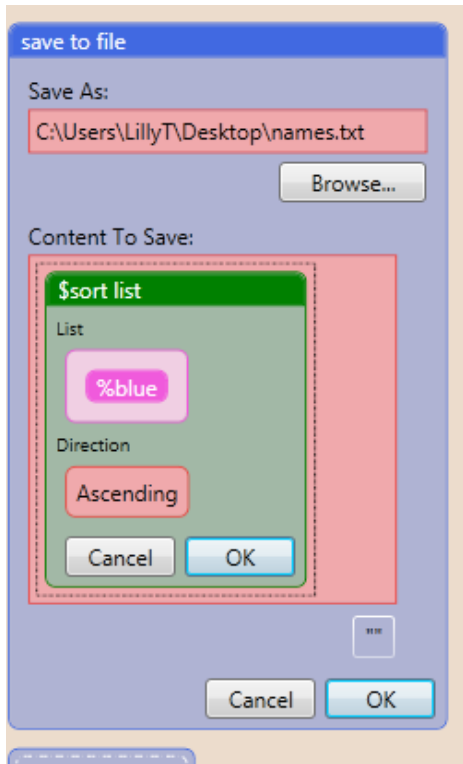 save to file
Save As:
C:\Users\LillyT\Desktop\names.txt
Browse...
Content To Save:
$sort list
List
%blue
Direction
Ascending
Cancel OK
""
Cancel OK